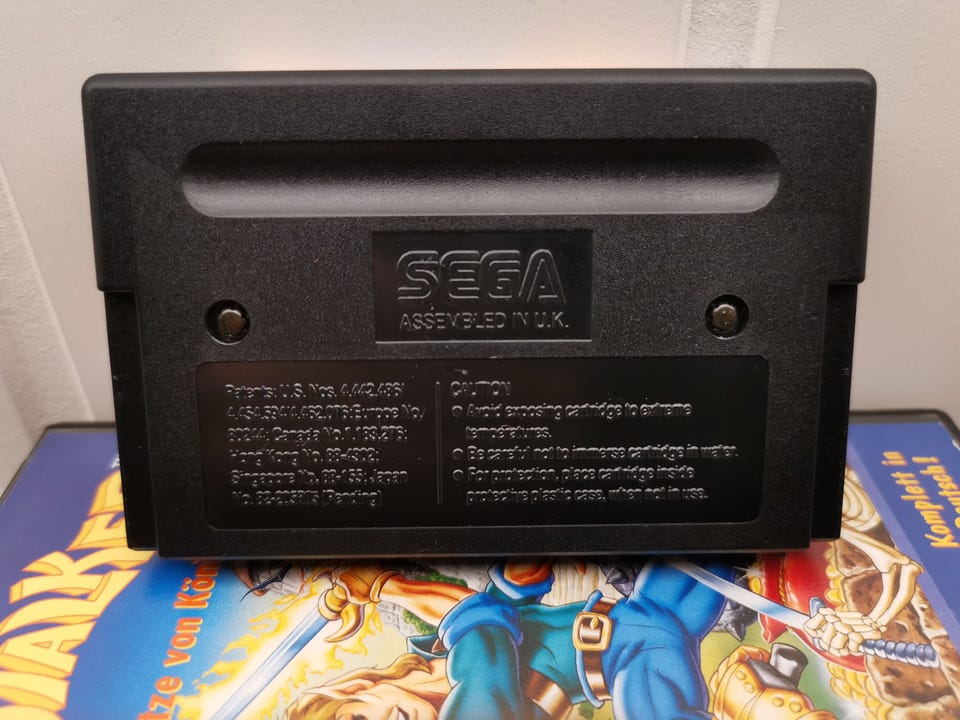 SEGA
ASSEMBLED IN U.K.
Patents: U.S. Nos. 4,442,486/
4,454,594/4,462,076; Europe No.
80244; Canada No. 1,183,276;
Hong Kong No. 88-4302;
Singapore No. 88-155; Japan
No. 82-205605 (Pending)
CAUTION
● Avoid exposing cartridge to extreme
temperatures.
● Be careful not to immerse cartridge in water.
● For protection, place cartridge inside
protective plastic case, when not in use.
Komplett in
Deutsch!
tze von